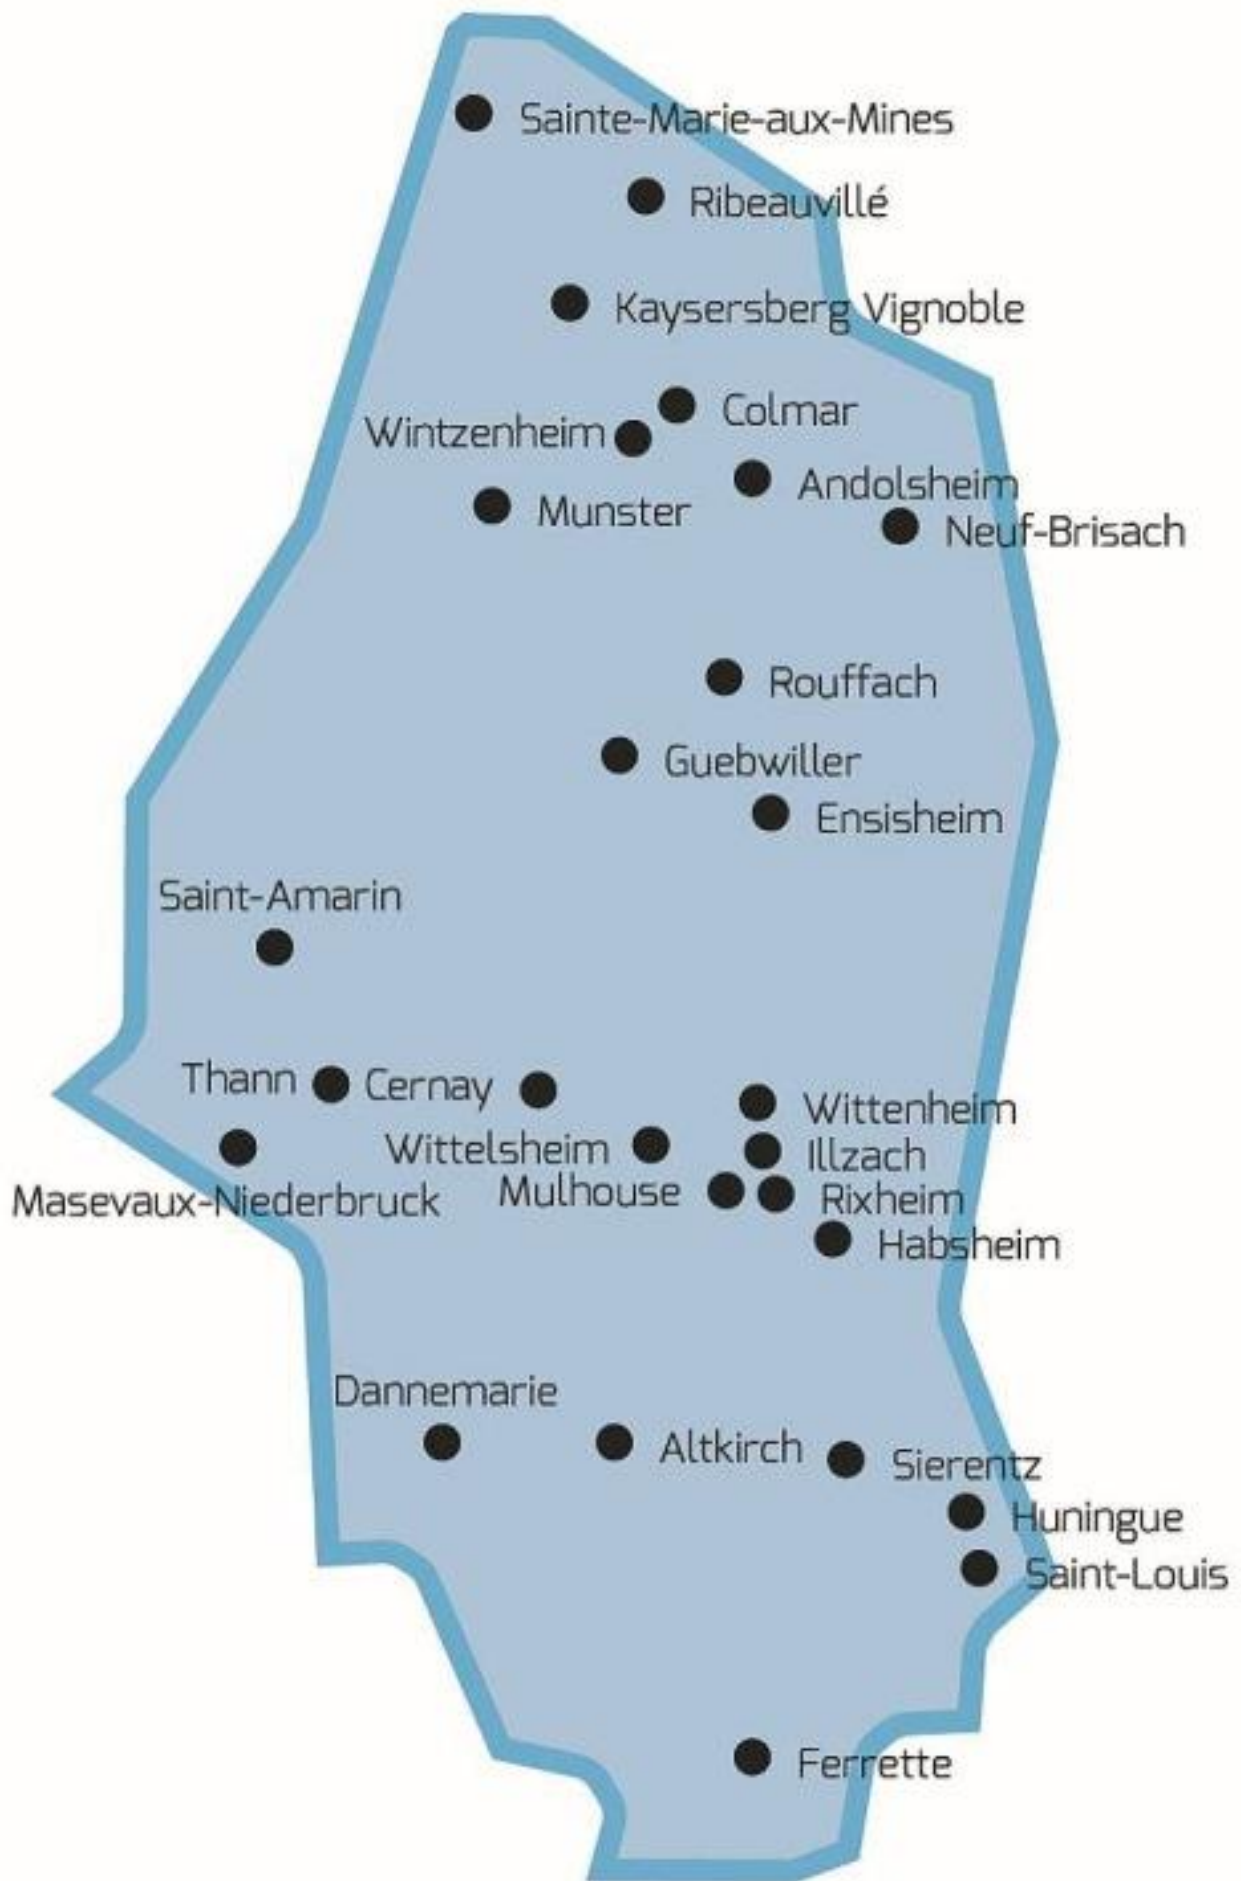 Sainte-Marie-aux-Mines
Ribeauvillé
Kaysersberg Vignoble
Colmar
Wintzenheim
Andolsheim
Munster
Neuf-Brisach
Rouffach
Guebwiller
Ensisheim
Saint-Amarin
Thann
Cernay
Wittenheim
Wittelsheim
Illzach
Masevaux-Niederbruck
Mulhouse
Rixheim
Habsheim
Dannemarie
Altkirch
Sierentz
Huningue
Saint-Louis
Ferrette